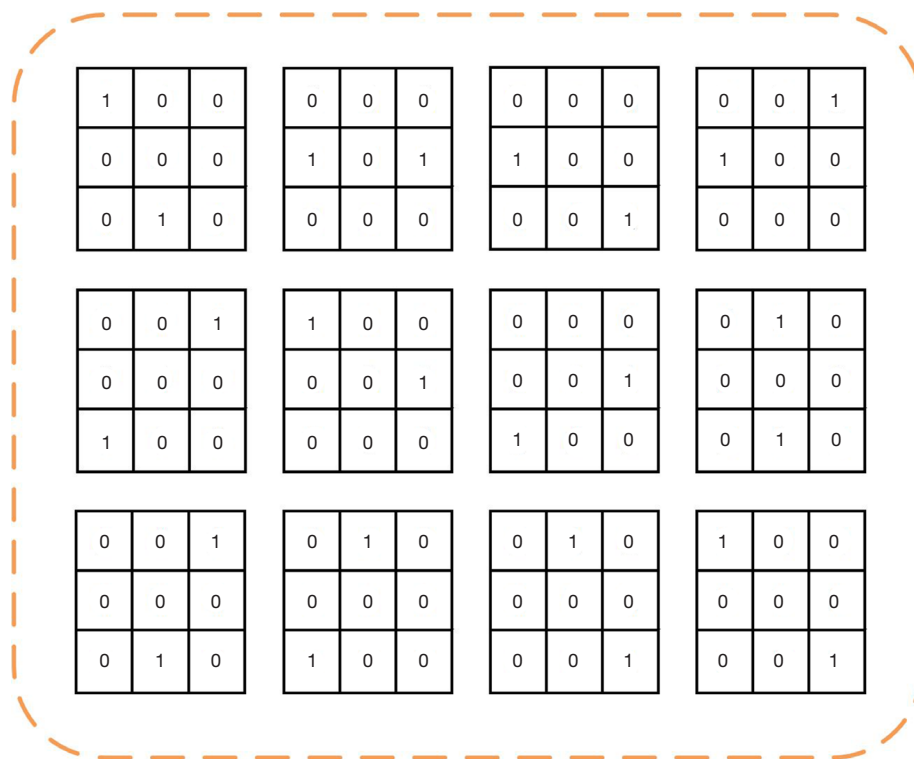 1 0 0 0 0 0 0 0 0 0 0 1
0 0 0 1 0 1 1 0 0 1 0 0
0 1 0 0 0 0 0 0 1 0 0 0
0 0 1 1 0 0 0 0 0 0 1 0
0 0 0 0 0 1 0 0 1 0 0 0
1 0 0 0 0 0 1 0 0 0 1 0
0 0 1 0 1 0 0 1 0 1 0 0
0 0 0 0 0 0 0 0 0 0 0 0
0 1 0 1 0 0 0 0 1 0 0 1